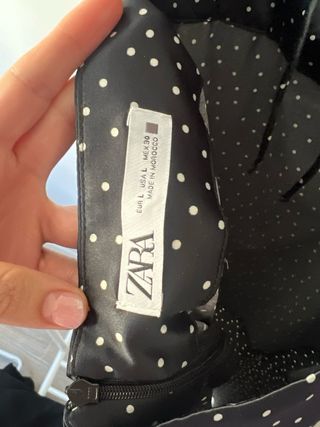 ZARA
EUR L USA L MEX 30
MADE IN MOROCCO